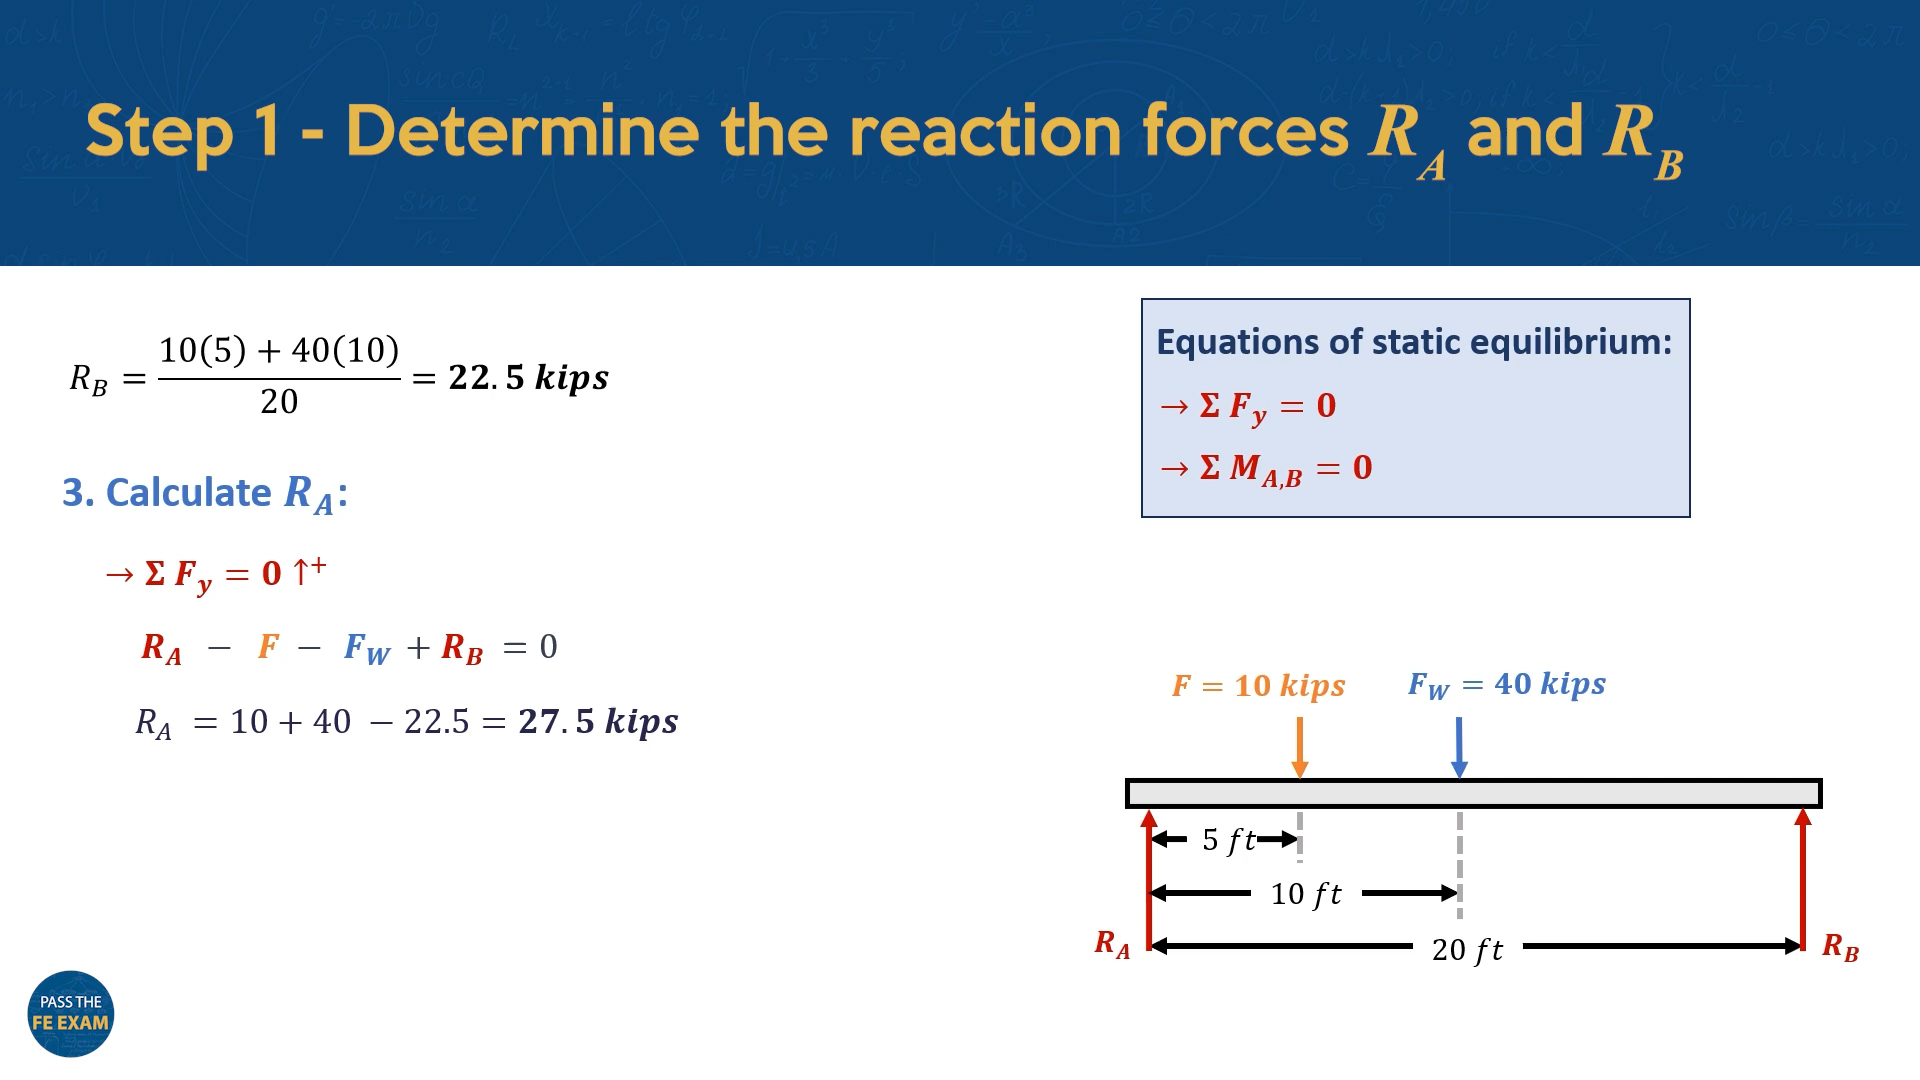 Step 1 - Determine the reaction forces R_A and R_B
R_B = (10(5) + 40(10))/20 = 22.5 kips
3. Calculate R_A:
→ Σ F_y = 0 ↑⁺
R_A − F − F_W + R_B = 0
R_A = 10 + 40 − 22.5 = 27.5 kips
Equations of static equilibrium:
→ Σ F_y = 0
→ Σ M_A,B = 0
F = 10 kips
F_W = 40 kips
5 ft
10 ft
20 ft
R_A
R_B
PASS THE
FE EXAM